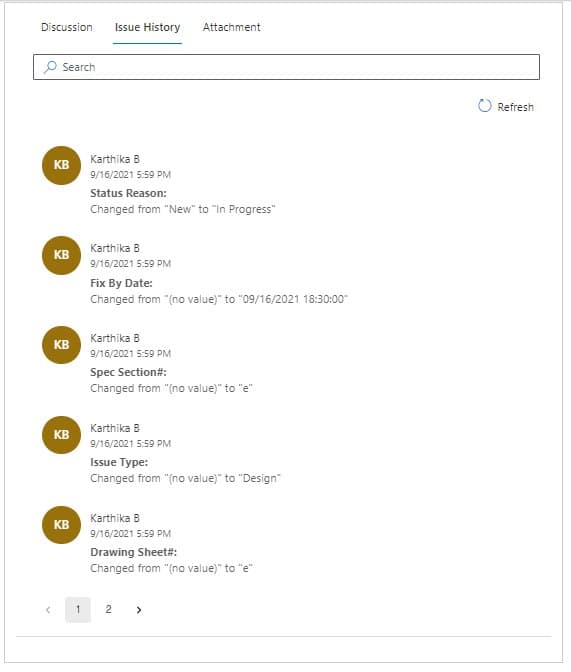 Discussion Issue History Attachment
Search
Refresh
KB
Karthika B
9/16/2021 5:59 PM
Status Reason:
Changed from "New" to "In Progress"
KB
Karthika B
9/16/2021 5:59 PM
Fix By Date:
Changed from "(no value)" to "09/16/2021 18:30:00"
KB
Karthika B
9/16/2021 5:59 PM
Spec Section#:
Changed from "(no value)" to "e"
KB
Karthika B
9/16/2021 5:59 PM
Issue Type:
Changed from "(no value)" to "Design"
KB
Karthika B
9/16/2021 5:59 PM
Drawing Sheet#:
Changed from "(no value)" to "e"
1 2